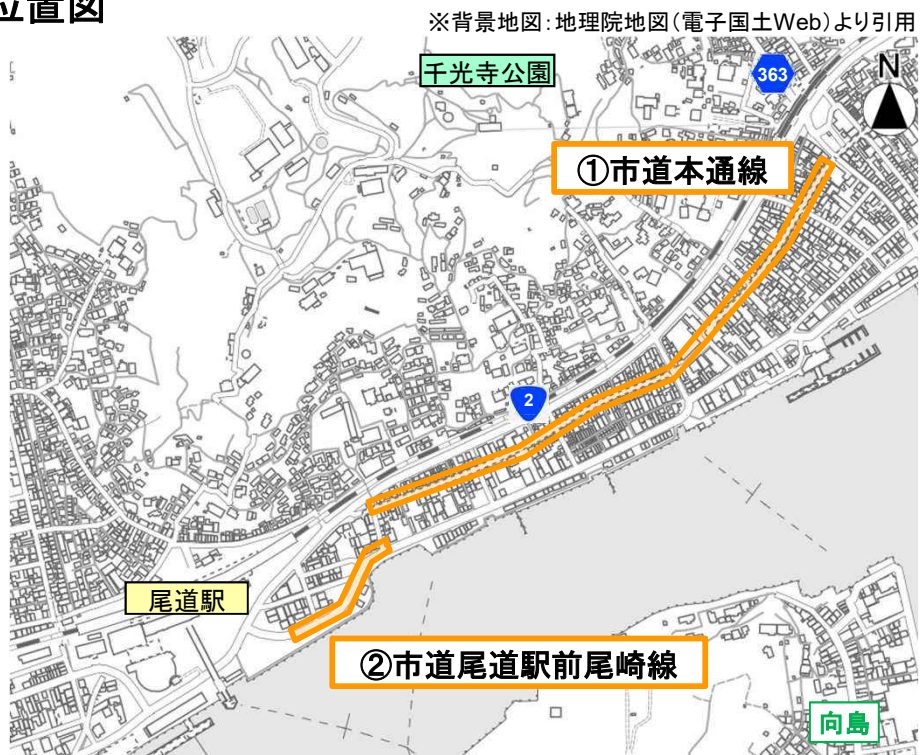 位置図
※背景地図：地理院地図（電子国土Web）より引用
千光寺公園
363
N
①市道本通線
2
尾道駅
②市道尾道駅前尾崎線
向島